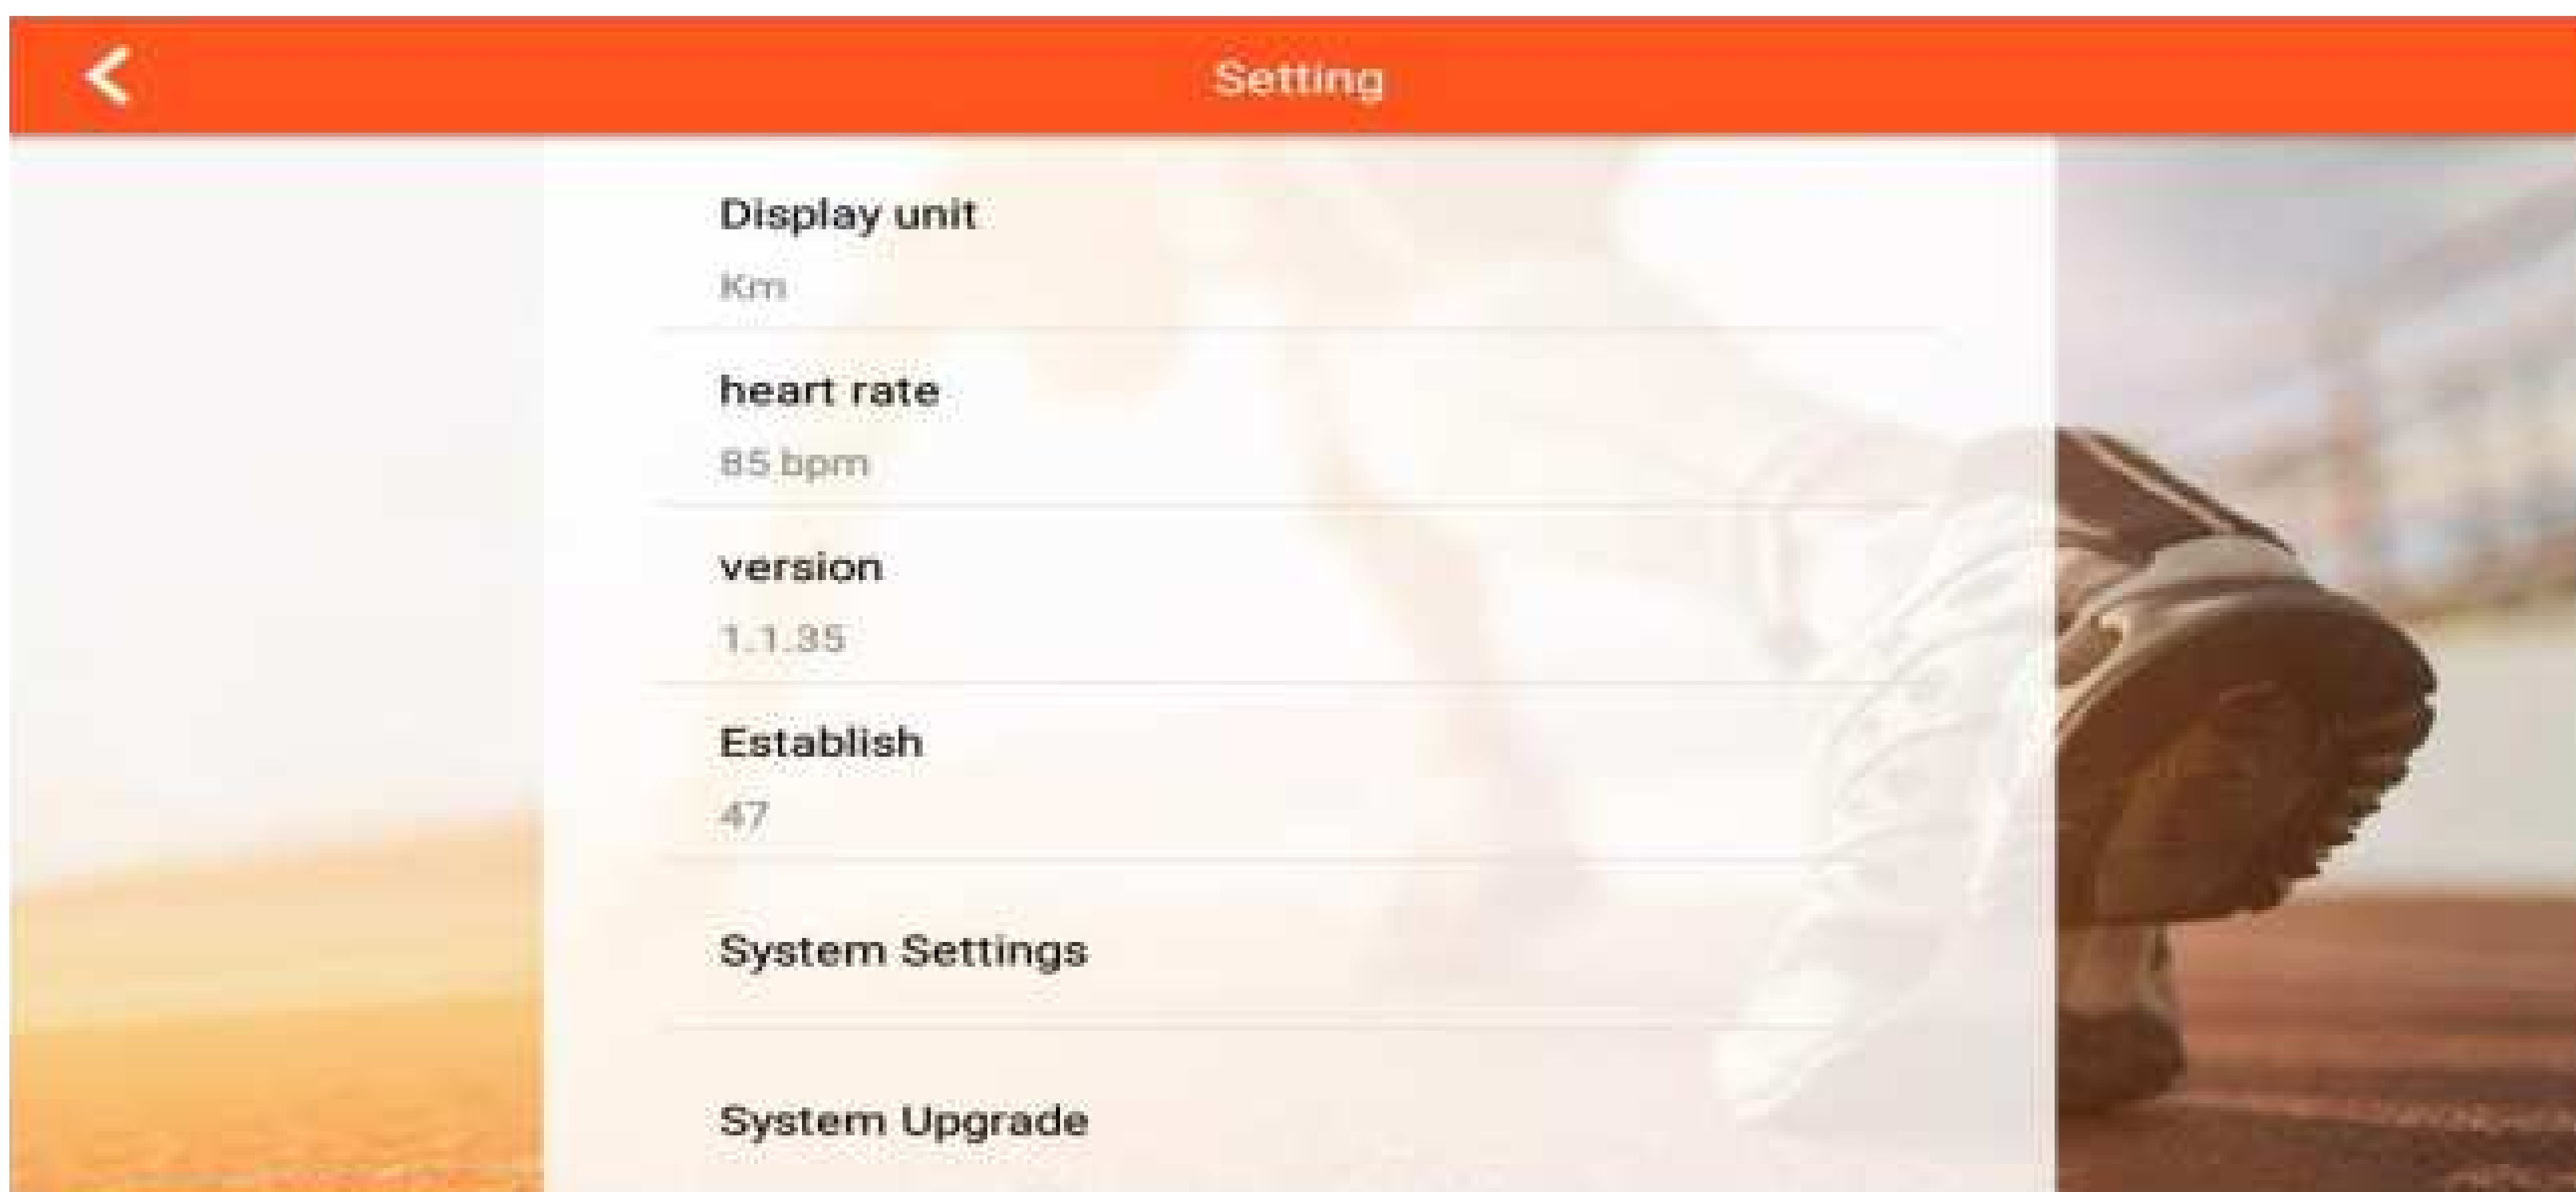 Setting
Display unit
Km
heart rate
85 bpm
version
1.1.35
Establish
47
System Settings
System Upgrade